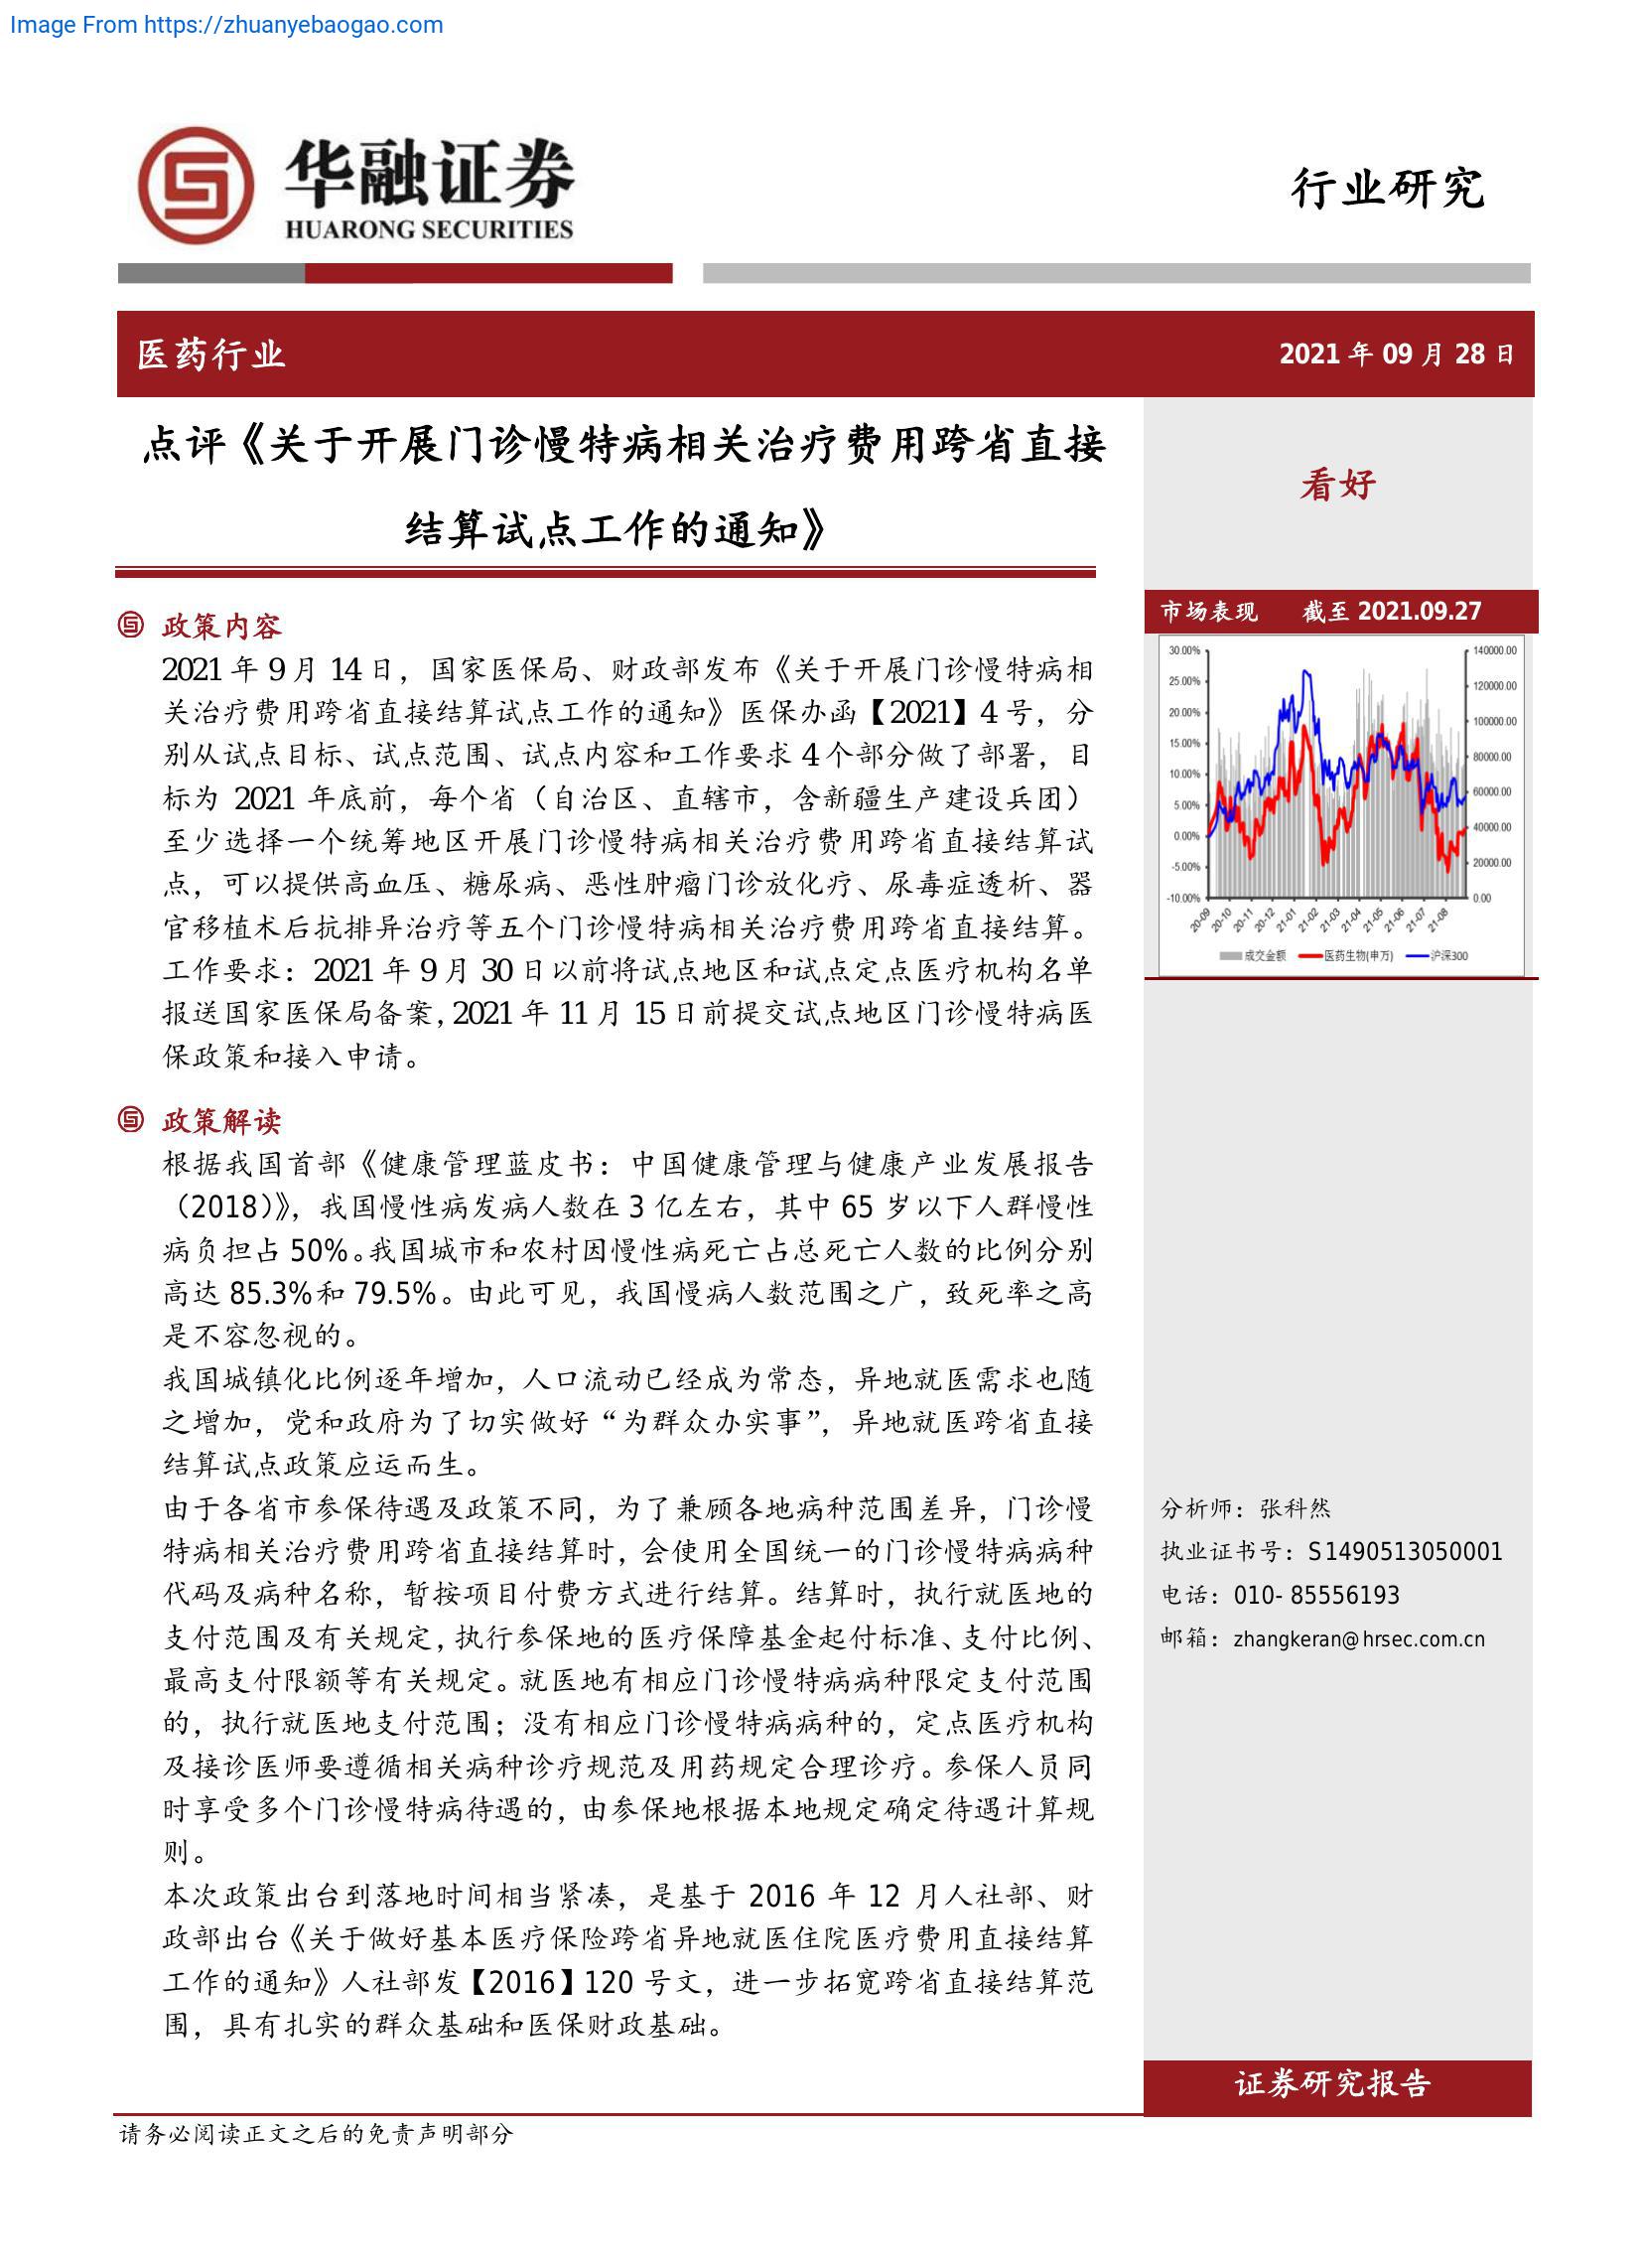 Image From https://zhuanyebaogao.com
华融证券
HUARONG SECURITIES
行业研究
医药行业
2021 年 09 月 28 日
点评《关于开展门诊慢特病相关治疗费用跨省直接
结算试点工作的通知》
政策内容
2021 年 9 月 14 日，国家医保局、财政部发布《关于开展门诊慢特病相
关治疗费用跨省直接结算试点工作的通知》医保办函【2021】4 号，分
别从试点目标、试点范围、试点内容和工作要求 4 个部分做了部署，目
标为 2021 年底前，每个省（自治区、直辖市，含新疆生产建设兵团）
至少选择一个统筹地区开展门诊慢特病相关治疗费用跨省直接结算试
点，可以提供高血压、糖尿病、恶性肿瘤门诊放化疗、尿毒症透析、器
官移植术后抗排异治疗等五个门诊慢特病相关治疗费用跨省直接结算。
工作要求：2021 年 9 月 30 日以前将试点地区和试点定点医疗机构名单
报送国家医保局备案，2021 年 11 月 15 日前提交试点地区门诊慢特病医
保政策和接入申请。
政策解读
根据我国首部《健康管理蓝皮书：中国健康管理与健康产业发展报告
（2018）》，我国慢性病发病人数在 3 亿左右，其中 65 岁以下人群慢性
病负担占 50%。我国城市和农村因慢性病死亡占总死亡人数的比例分别
高达 85.3%和 79.5%。由此可见，我国慢病人数范围之广，致死率之高
是不容忽视的。
我国城镇化比例逐年增加，人口流动已经成为常态，异地就医需求也随
之增加，党和政府为了切实做好“为群众办实事”，异地就医跨省直接
结算试点政策应运而生。
由于各省市参保待遇及政策不同，为了兼顾各地病种范围差异，门诊慢
特病相关治疗费用跨省直接结算时，会使用全国统一的门诊慢特病病种
代码及病种名称，暂按项目付费方式进行结算。结算时，执行就医地的
支付范围及有关规定，执行参保地的医疗保障基金起付标准、支付比例、
最高支付限额等有关规定。就医地有相应门诊慢特病病种限定支付范围
的，执行就医地支付范围；没有相应门诊慢特病病种的，定点医疗机构
及接诊医师要遵循相关病种诊疗规范及用药规定合理诊疗。参保人员同
时享受多个门诊慢特病待遇的，由参保地根据本地规定确定待遇计算规
则。
本次政策出台到落地时间相当紧凑，是基于 2016 年 12 月人社部、财
政部出台《关于做好基本医疗保险跨省异地就医住院医疗费用直接结算
工作的通知》人社部发【2016】120 号文，进一步拓宽跨省直接结算范
围，具有扎实的群众基础和医保财政基础。
看好
市场表现 截至 2021.09.27
30.00% 140000.00
25.00% 120000.00
20.00% 100000.00
15.00% 80000.00
10.00% 60000.00
5.00% 40000.00
0.00% 20000.00
-5.00% 0.00
-10.00%
20-09 20-10 20-11 20-12 21-01 21-02 21-03 21-04 21-05 21-06 21-07 21-08
成交金额 医药生物(申万) 沪深300
分析师：张科然
执业证书号：S1490513050001
电话：010- 85556193
邮箱：zhangkeran@hrsec.com.cn
证券研究报告
请务必阅读正文之后的免责声明部分